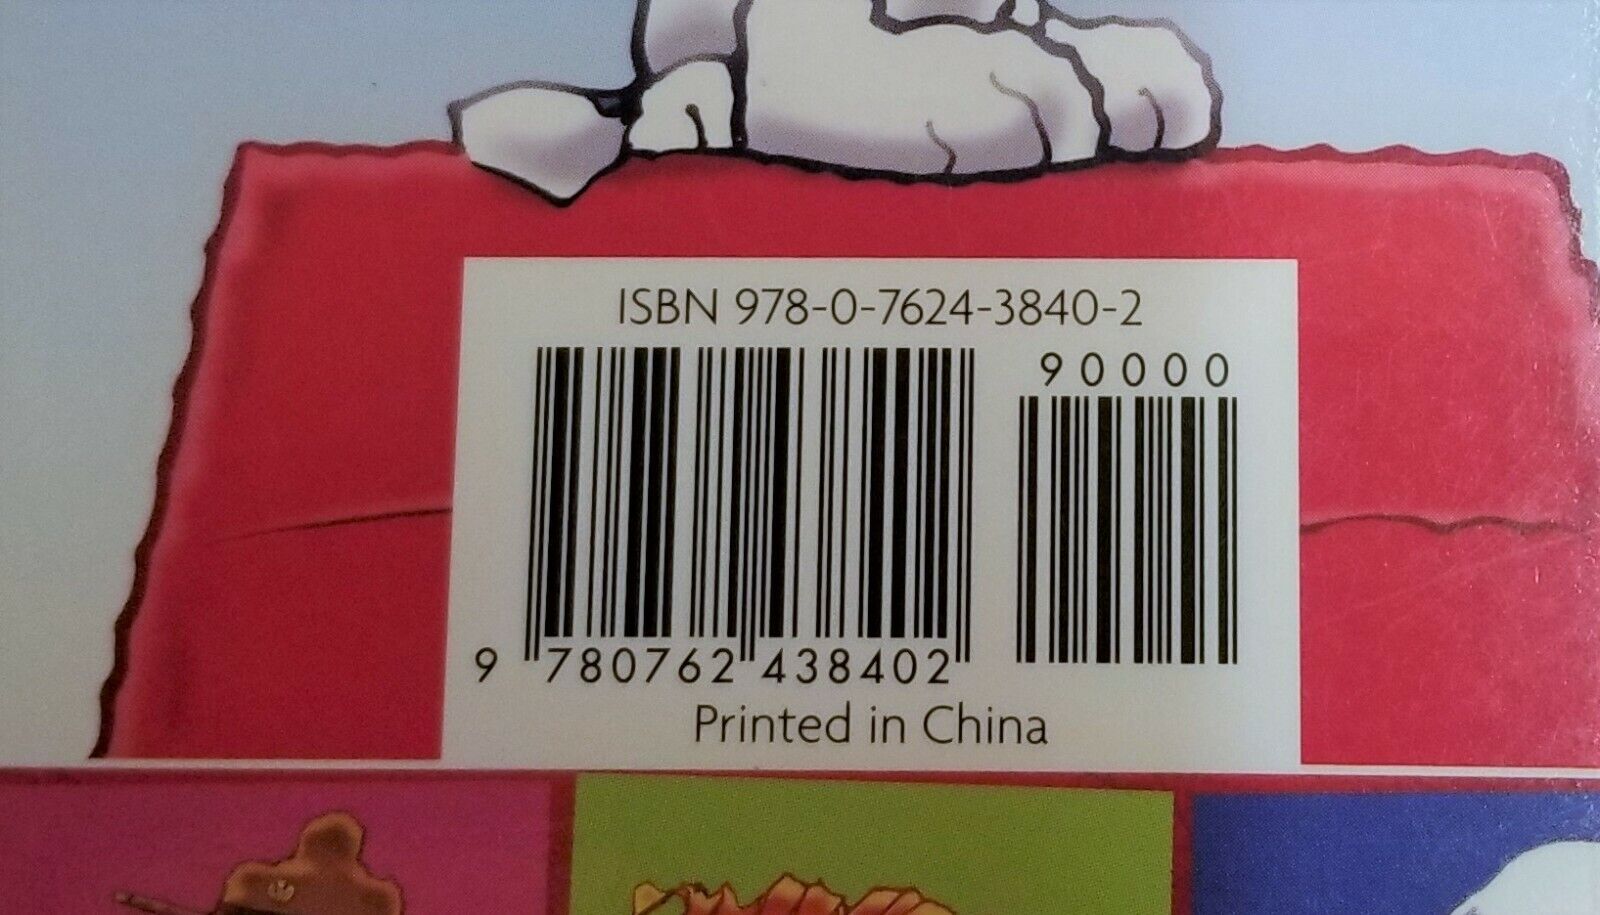 ISBN 978-0-7624-3840-2
90000
9 780762 438402
Printed in China